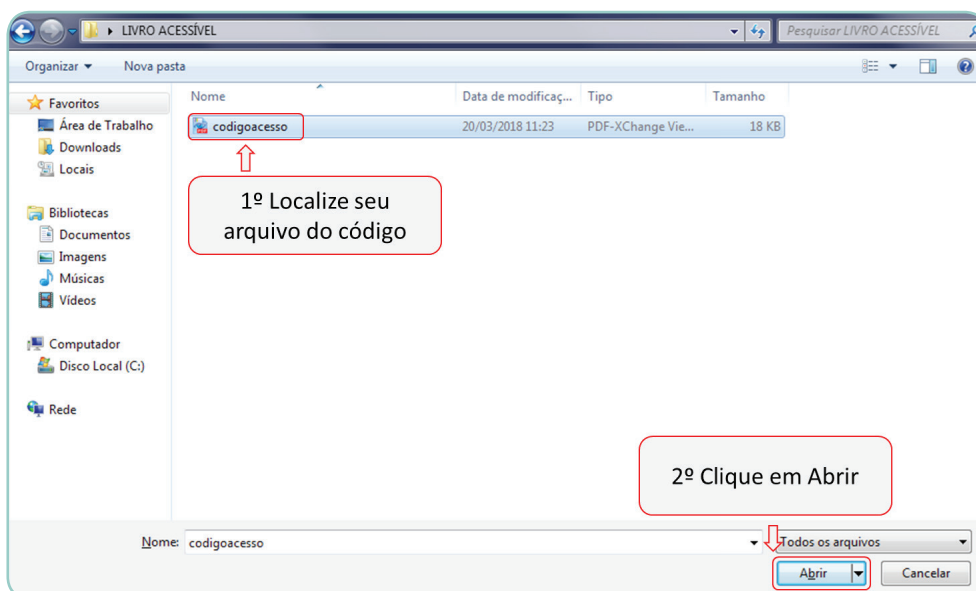 LIVRO ACESSÍVEL
Pesquisar LIVRO ACESSÍVEL
Organizar
Nova pasta
Nome
Data de modificaç...
Tipo
Tamanho
Favoritos
Área de Trabalho
Downloads
Locais
Bibliotecas
Documentos
Imagens
Músicas
Vídeos
Computador
Disco Local (C:)
Rede
codigoacesso
20/03/2018 11:23
PDF-XChange Vie...
18 KB
1º Localize seu
arquivo do código
2º Clique em Abrir
Nome:
codigoacesso
Todos os arquivos
Abrir
Cancelar